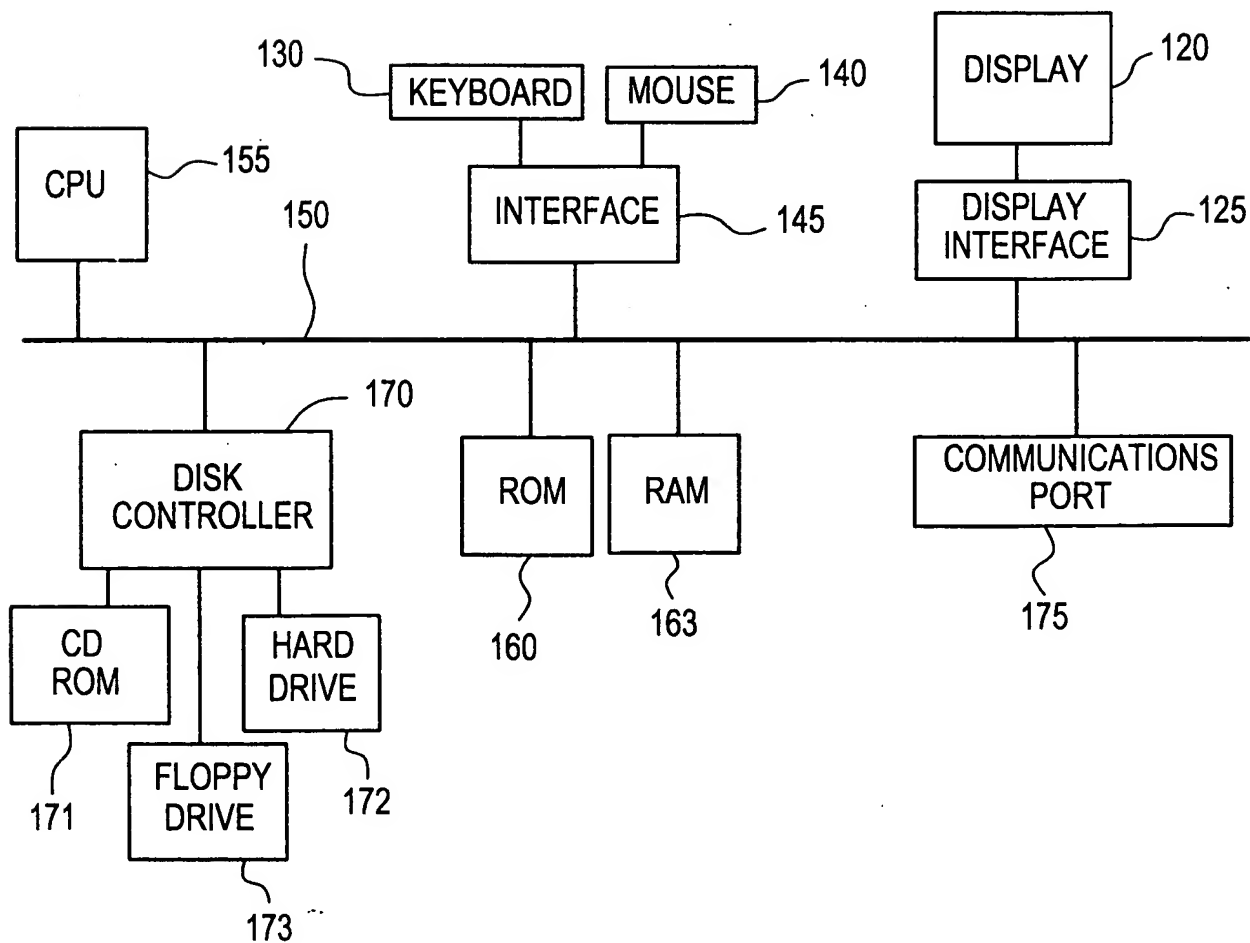 130
KEYBOARD
MOUSE
140
DISPLAY
120
CPU
155
150
INTERFACE
145
DISPLAY
INTERFACE
125
170
DISK
CONTROLLER
ROM
160
RAM
163
COMMUNICATIONS
PORT
175
CD
ROM
171
HARD
DRIVE
172
FLOPPY
DRIVE
173